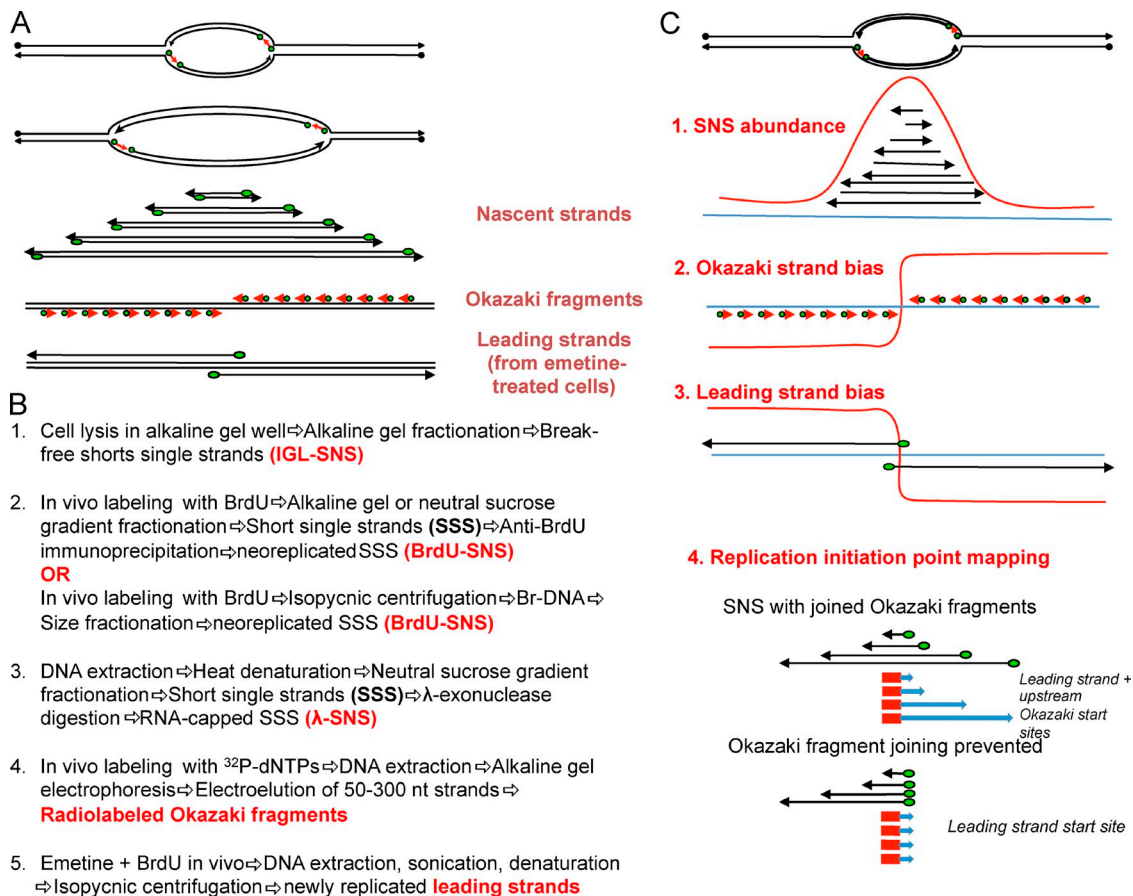 A
Nascent strands
Okazaki fragments
Leading strands
(from emetine-
treated cells)
B
1. Cell lysis in alkaline gel well⇨Alkaline gel fractionation⇨Break-
free shorts single strands (IGL-SNS)
2. In vivo labeling with BrdU⇨Alkaline gel or neutral sucrose
gradient fractionation⇨Short single strands (SSS)⇨Anti-BrdU
immunoprecipitation⇨neoreplicated SSS (BrdU-SNS)
OR
In vivo labeling with BrdU⇨Isopycnic centrifugation⇨Br-DNA⇨
Size fractionation⇨neoreplicated SSS (BrdU-SNS)
3. DNA extraction⇨Heat denaturation⇨Neutral sucrose gradient
fractionation⇨Short single strands (SSS)⇨λ-exonuclease
digestion⇨RNA-capped SSS (λ-SNS)
4. In vivo labeling with ³²P-dNTPs⇨DNA extraction⇨Alkaline gel
electrophoresis⇨Electroelution of 50-300 nt strands⇨
Radiolabeled Okazaki fragments
5. Emetine + BrdU in vivo⇨DNA extraction, sonication, denaturation
⇨Isopycnic centrifugation⇨newly replicated leading strands
C
1. SNS abundance
2. Okazaki strand bias
3. Leading strand bias
4. Replication initiation point mapping
SNS with joined Okazaki fragments
Leading strand +
upstream
Okazaki start
sites
Okazaki fragment joining prevented
Leading strand start site